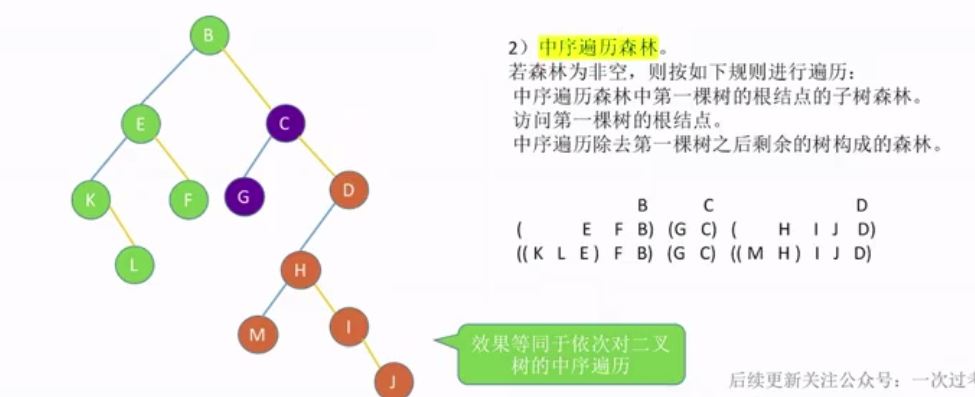 B
E
C
K
F
G
D
L
H
M
I
J
2）中序遍历森林。
若森林为非空，则按如下规则进行遍历：
中序遍历森林中第一棵树的根结点的子树森林。
访问第一棵树的根结点。
中序遍历除去第一棵树之后剩余的树构成的森林。
B C D
( E F B) (G C) ( H I J D)
((K L E) F B) (G C) ((M H) I J D)
效果等同于依次对二叉
树的中序遍历
后续更新关注公众号：一次过